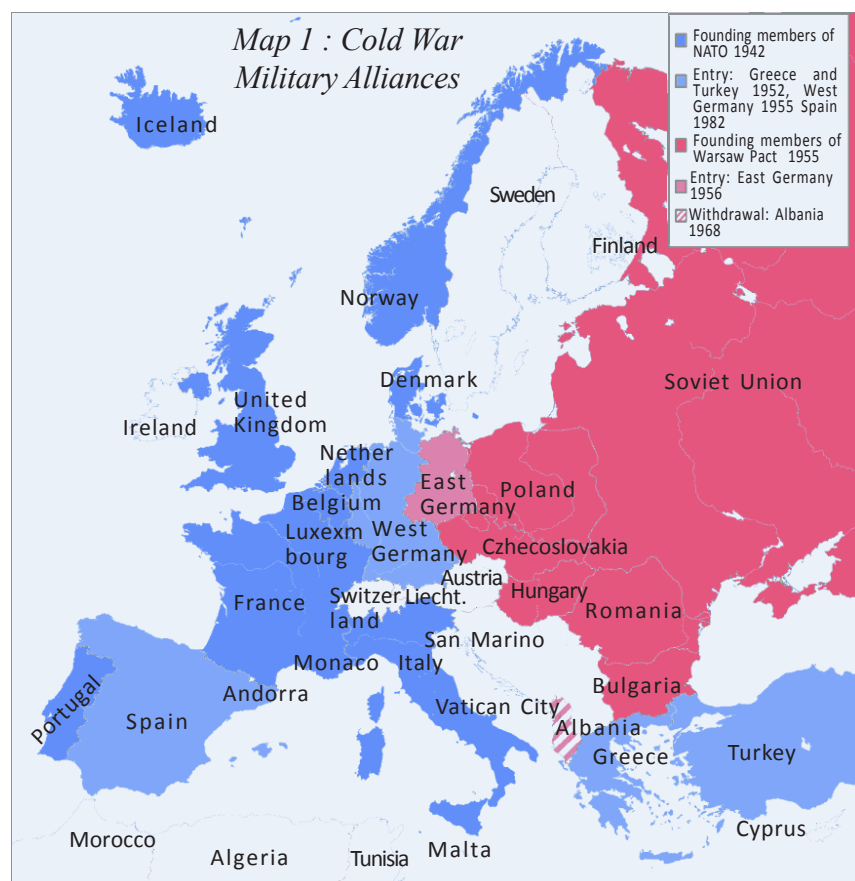 Map 1 : Cold War
Military Alliances
Founding members of
NATO 1942
Entry: Greece and
Turkey 1952, West
Germany 1955 Spain
1982
Founding members of
Warsaw Pact 1955
Entry: East Germany
1956
Withdrawal: Albania
1968
Iceland
Sweden
Finland
Norway
Denmark
Soviet Union
United
Kingdom
Ireland
Nether
lands
Belgium
East
Germany
Poland
Luxexm
bourg
West
Germany
Czhecoslovakia
Austria
Switzer
land
Liecht.
Hungary
France
Romania
San Marino
Monaco
Italy
Bulgaria
Andorra
Portugal
Spain
Vatican City
Albania
Greece
Turkey
Morocco
Algeria
Tunisia
Malta
Cyprus